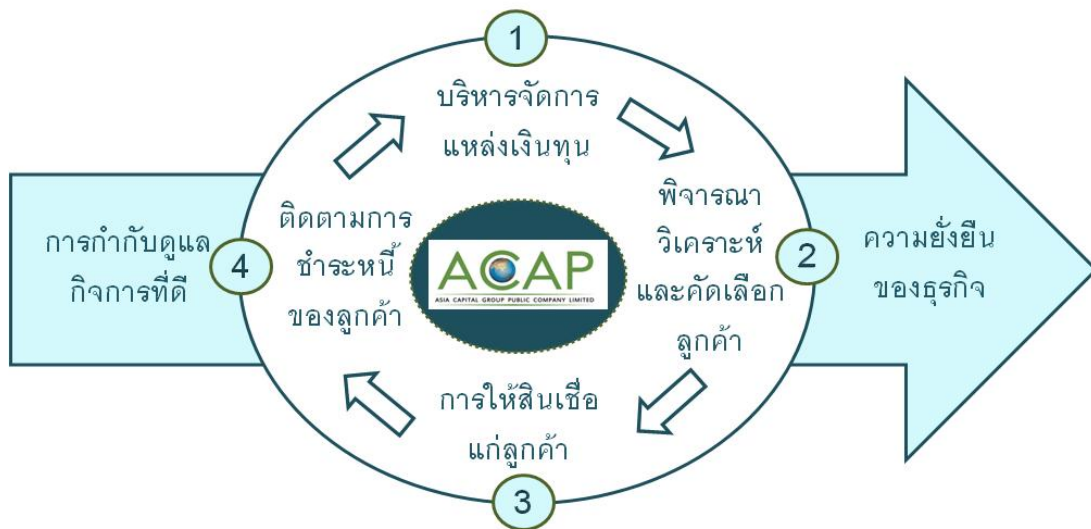 การกำกับดูแล
กิจการที่ดี
1
บริหารจัดการ
แหล่งเงินทุน
2
พิจารณา
วิเคราะห์
และคัดเลือก
ลูกค้า
3
การให้สินเชื่อ
แก่ลูกค้า
4
ติดตามการ
ชำระหนี้
ของลูกค้า
ACAP
ASIA CAPITAL GROUP PUBLIC COMPANY LIMITED
ความยั่งยืน
ของธุรกิจ